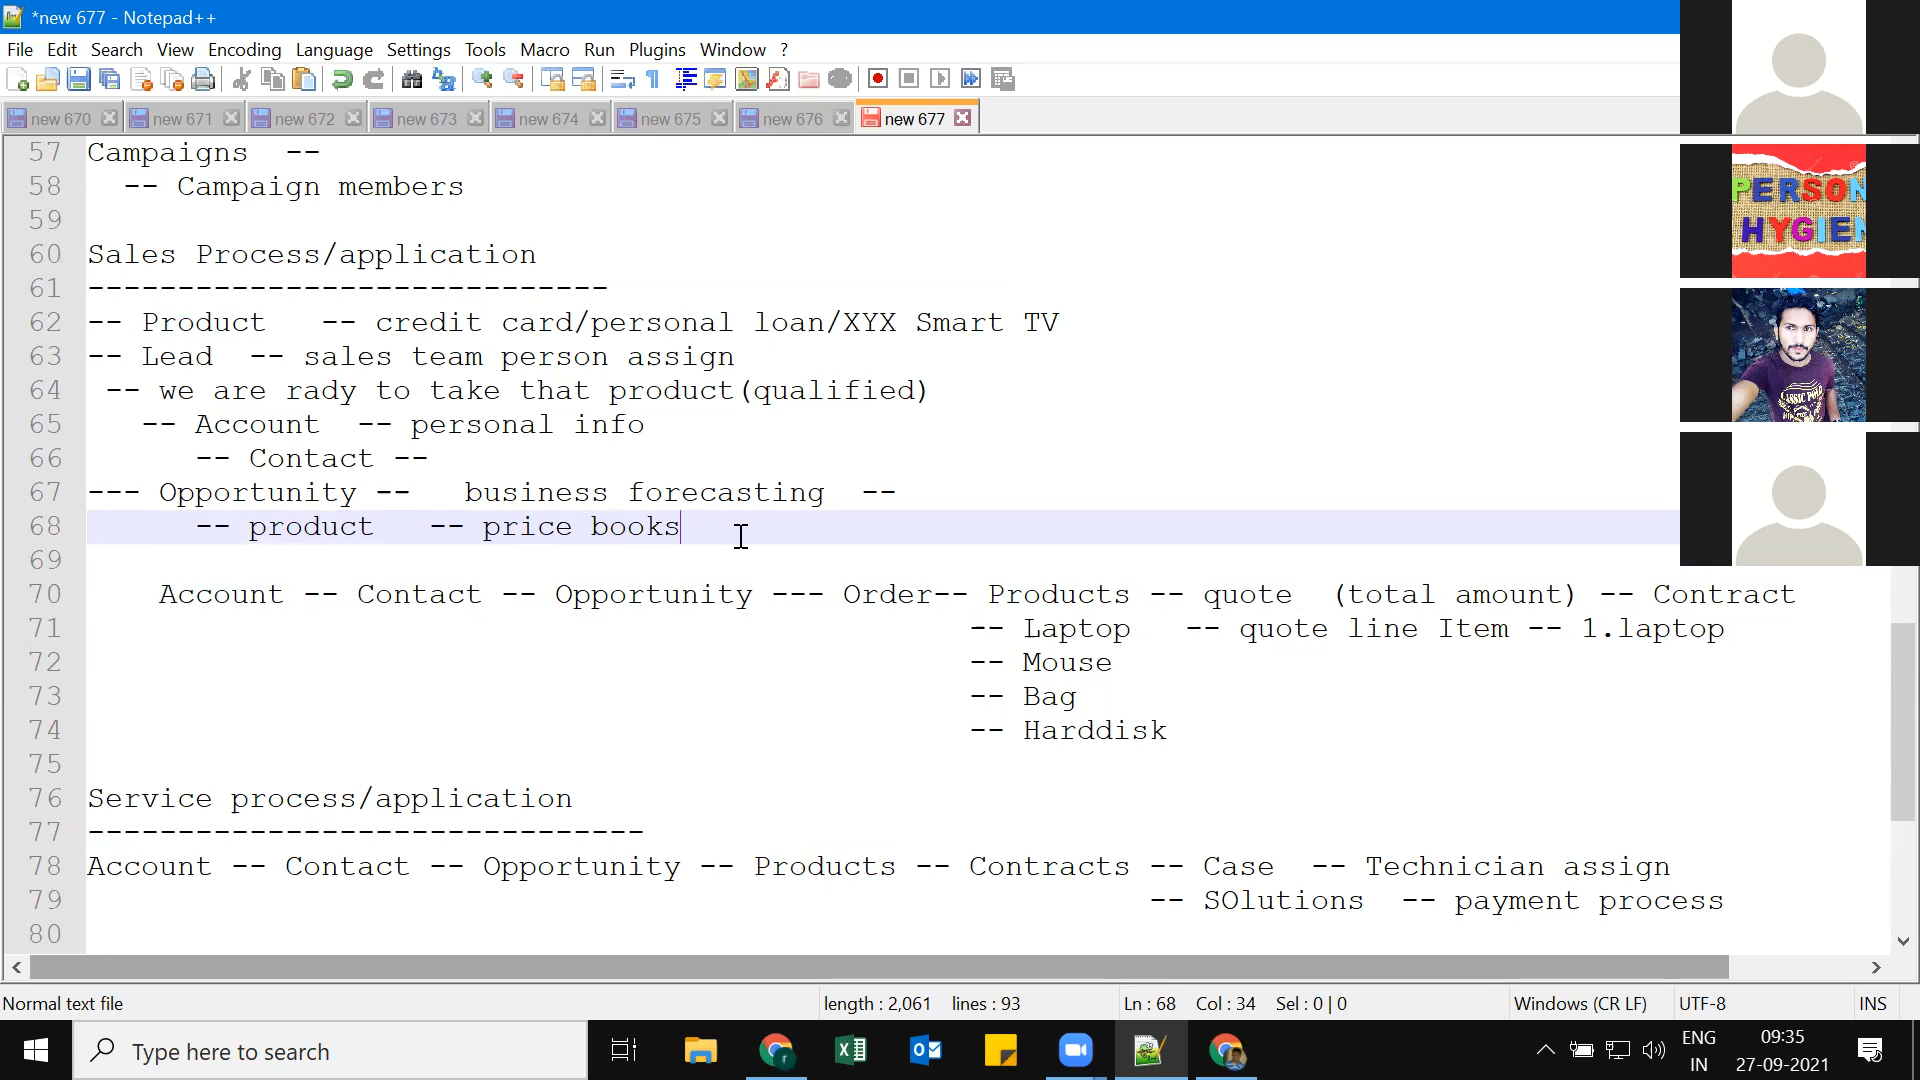 *new 677 - Notepad++
File Edit Search View Encoding Language Settings Tools Macro Run Plugins Window ?
new 670 new 671 new 672 new 673 new 674 new 675 new 676 new 677
57 Campaigns --
58 -- Campaign members
59
60 Sales Process/application
61 -----------------------------
62 -- Product -- credit card/personal loan/XYX Smart TV
63 -- Lead -- sales team person assign
64 -- we are rady to take that product(qualified)
65 -- Account -- personal info
66 -- Contact --
67 --- Opportunity -- business forecasting --
68 -- product -- price books
69
70 Account -- Contact -- Opportunity --- Order-- Products -- quote (total amount) -- Contract
71 -- Laptop -- quote line Item -- 1.laptop
72 -- Mouse
73 -- Bag
74 -- Harddisk
75
76 Service process/application
77 -------------------------------
78 Account -- Contact -- Opportunity -- Products -- Contracts -- Case -- Technician assign
79 -- SOlutions -- payment process
80
PERSON
HYGIEN
CLASSIC POLO
Normal text file length : 2,061 lines : 93 Ln : 68 Col : 34 Sel : 0 | 0 Windows (CR LF) UTF-8 INS
Type here to search
ENG
IN
09:35
27-09-2021